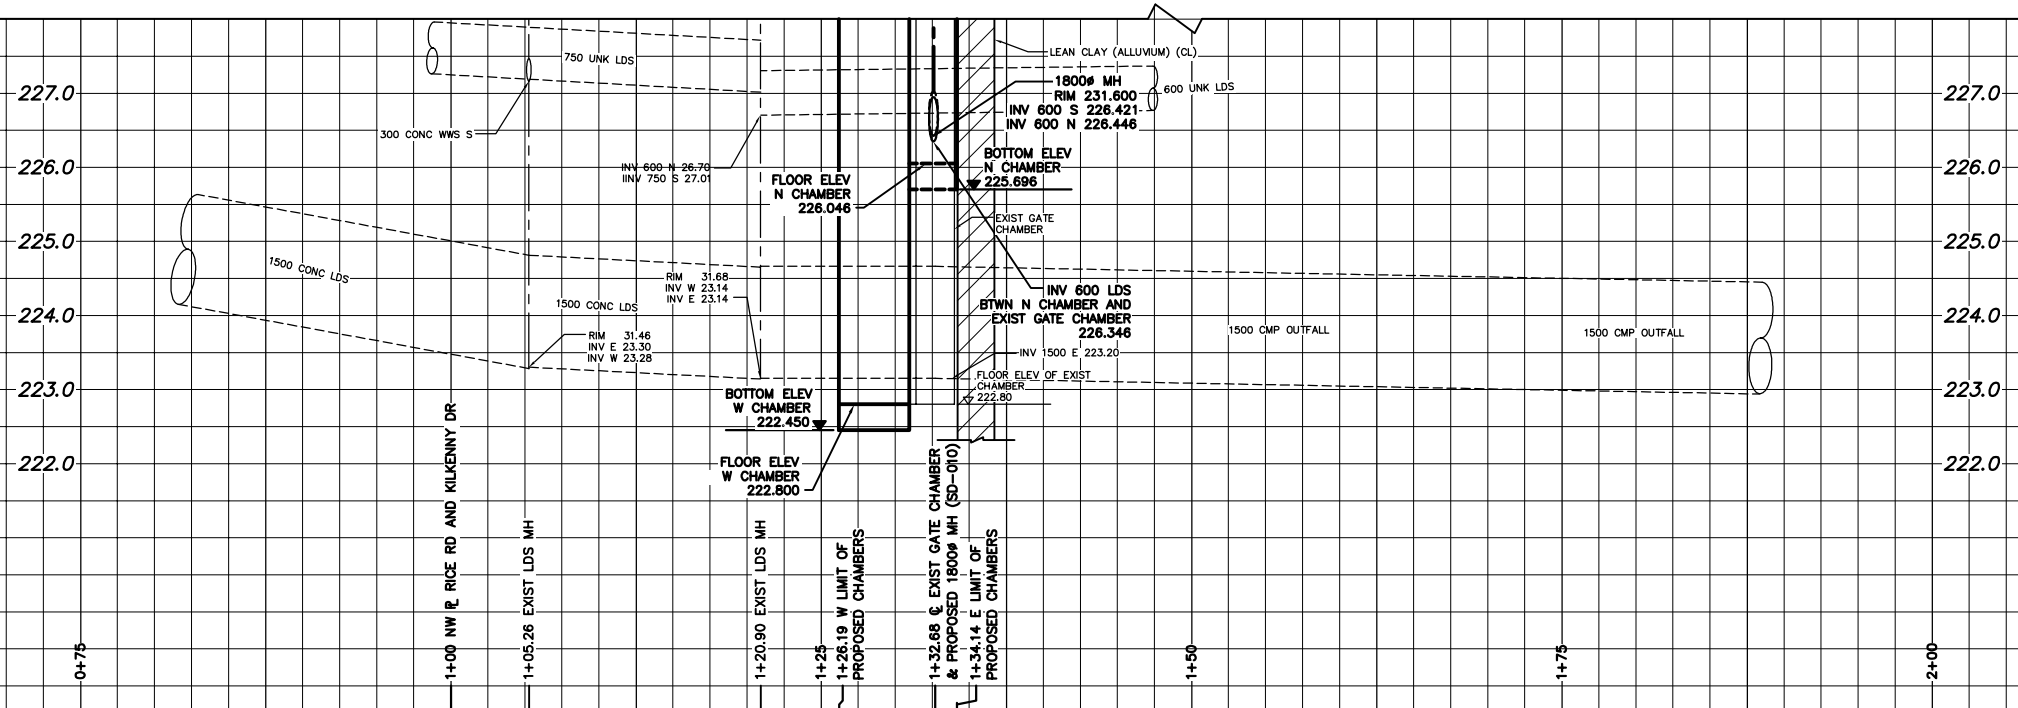 LEAN CLAY (ALLUVIUM) (CL)
750 UNK LDS
1800ø MH
RIM 231.600
INV 600 S 226.421
INV 600 N 226.446
600 UNK LDS
227.0
227.0
300 CONC WWS S
BOTTOM ELEV
N CHAMBER
225.696
226.0
226.0
INV 600 N 26.70
INV 750 S 27.01
FLOOR ELEV
N CHAMBER
226.046
EXIST GATE
CHAMBER
225.0
225.0
1500 CONC LDS
RIM 31.68
INV W 23.14
INV E 23.14
1500 CONC LDS
INV 600 LDS
BTWN N CHAMBER AND
EXIST GATE CHAMBER
226.346
224.0
224.0
1500 CMP OUTFALL
1500 CMP OUTFALL
RIM 31.46
INV E 23.30
INV W 23.28
INV 1500 E 223.20
FLOOR ELEV OF EXIST
CHAMBER
222.80
223.0
223.0
BOTTOM ELEV
W CHAMBER
222.450
FLOOR ELEV
W CHAMBER
222.800
222.0
222.0
0+75
1+00 NW PL RICE RD AND KILKENNY DR
1+05.26 EXIST LDS MH
1+20.90 EXIST LDS MH
1+25
1+26.19 W LIMIT OF
PROPOSED CHAMBERS
1+32.68 CL EXIST GATE CHAMBER
& PROPOSED 1800ø MH (SD-010)
1+34.14 E LIMIT OF
PROPOSED CHAMBERS
1+50
1+75
2+00